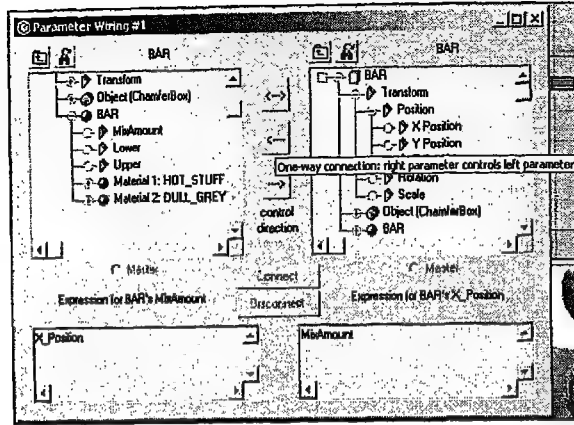 Parameter Wiring #1
BAR
Transform
Object (ChamferBox)
BAR
MixAmount
Lower
Upper
Material 1: HOT_STUFF
Material 2: DULL_GREY
<->
->
control
direction
BAR
BAR
Transform
Position
X Position
Y Position
One-way connection: right parameter controls left parameter
Rotation
Scale
Object (ChamferBox)
BAR
Master
Connect
Master
Expression for BAR's MixAmount
Disconnect
Expression for BAR's X_Position
X_Position
MixAmount